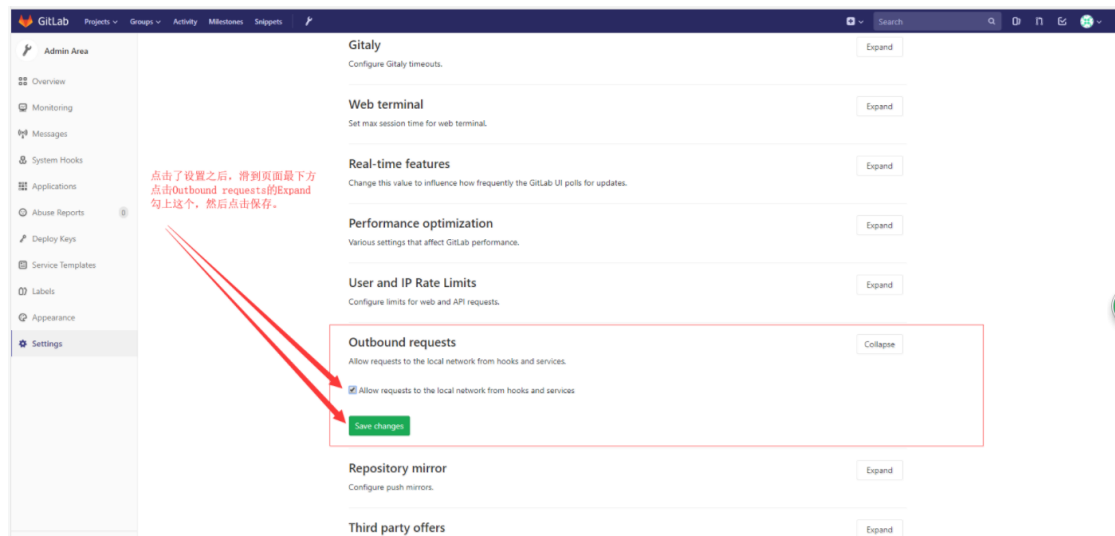 GitLab Projects Groups Activity Milestones Snippets Search
Admin Area
Overview
Monitoring
Messages
System Hooks
Applications
Abuse Reports 0
Deploy Keys
Service Templates
Labels
Appearance
Settings
点击了设置之后，滑到页面最下方
点击Outbound requests的Expand
勾上这个，然后点击保存。
Gitaly Expand
Configure Gitaly timeouts.
Web terminal Expand
Set max session time for web terminal.
Real-time features Expand
Change this value to influence how frequently the GitLab UI polls for updates.
Performance optimization Expand
Various settings that affect GitLab performance.
User and IP Rate Limits Expand
Configure limits for web and API requests.
Outbound requests Collapse
Allow requests to the local network from hooks and services.
Allow requests to the local network from hooks and services
Save changes
Repository mirror Expand
Configure push mirrors.
Third party offers Expand